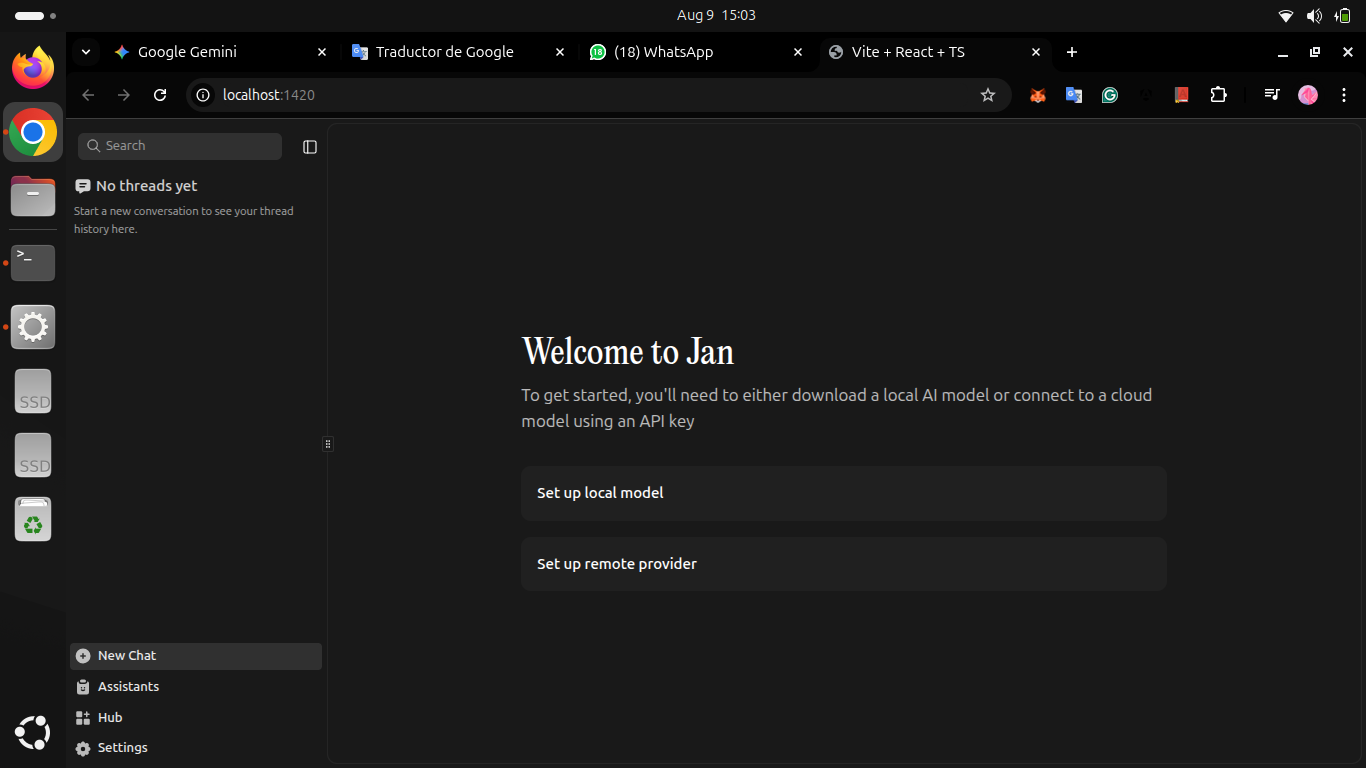 Aug 9 15:03
Google Gemini
Traductor de Google
18
(18) WhatsApp
Vite + React + TS
localhost:1420
Search
No threads yet
Start a new conversation to see your thread
history here.
Welcome to Jan
To get started, you'll need to either download a local AI model or connect to a cloud
model using an API key
Set up local model
Set up remote provider
>_
SSD
SSD
New Chat
Assistants
Hub
Settings